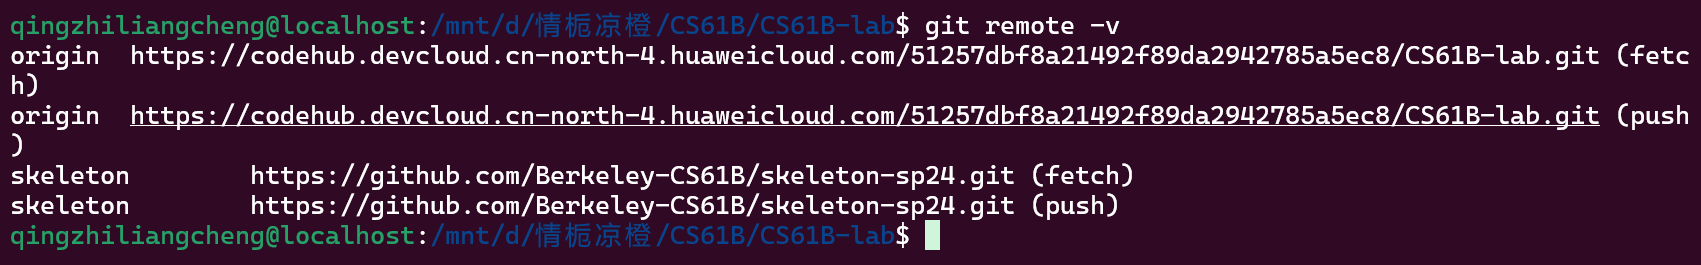 qingzhiliangcheng@localhost:/mnt/d/情栀凉橙/CS61B/CS61B-lab$ git remote -v
origin  https://codehub.devcloud.cn-north-4.huaweicloud.com/51257dbf8a21492f89da2942785a5ec8/CS61B-lab.git (fetc
h)
origin  https://codehub.devcloud.cn-north-4.huaweicloud.com/51257dbf8a21492f89da2942785a5ec8/CS61B-lab.git (push
)
skeleton        https://github.com/Berkeley-CS61B/skeleton-sp24.git (fetch)
skeleton        https://github.com/Berkeley-CS61B/skeleton-sp24.git (push)
qingzhiliangcheng@localhost:/mnt/d/情栀凉橙/CS61B/CS61B-lab$